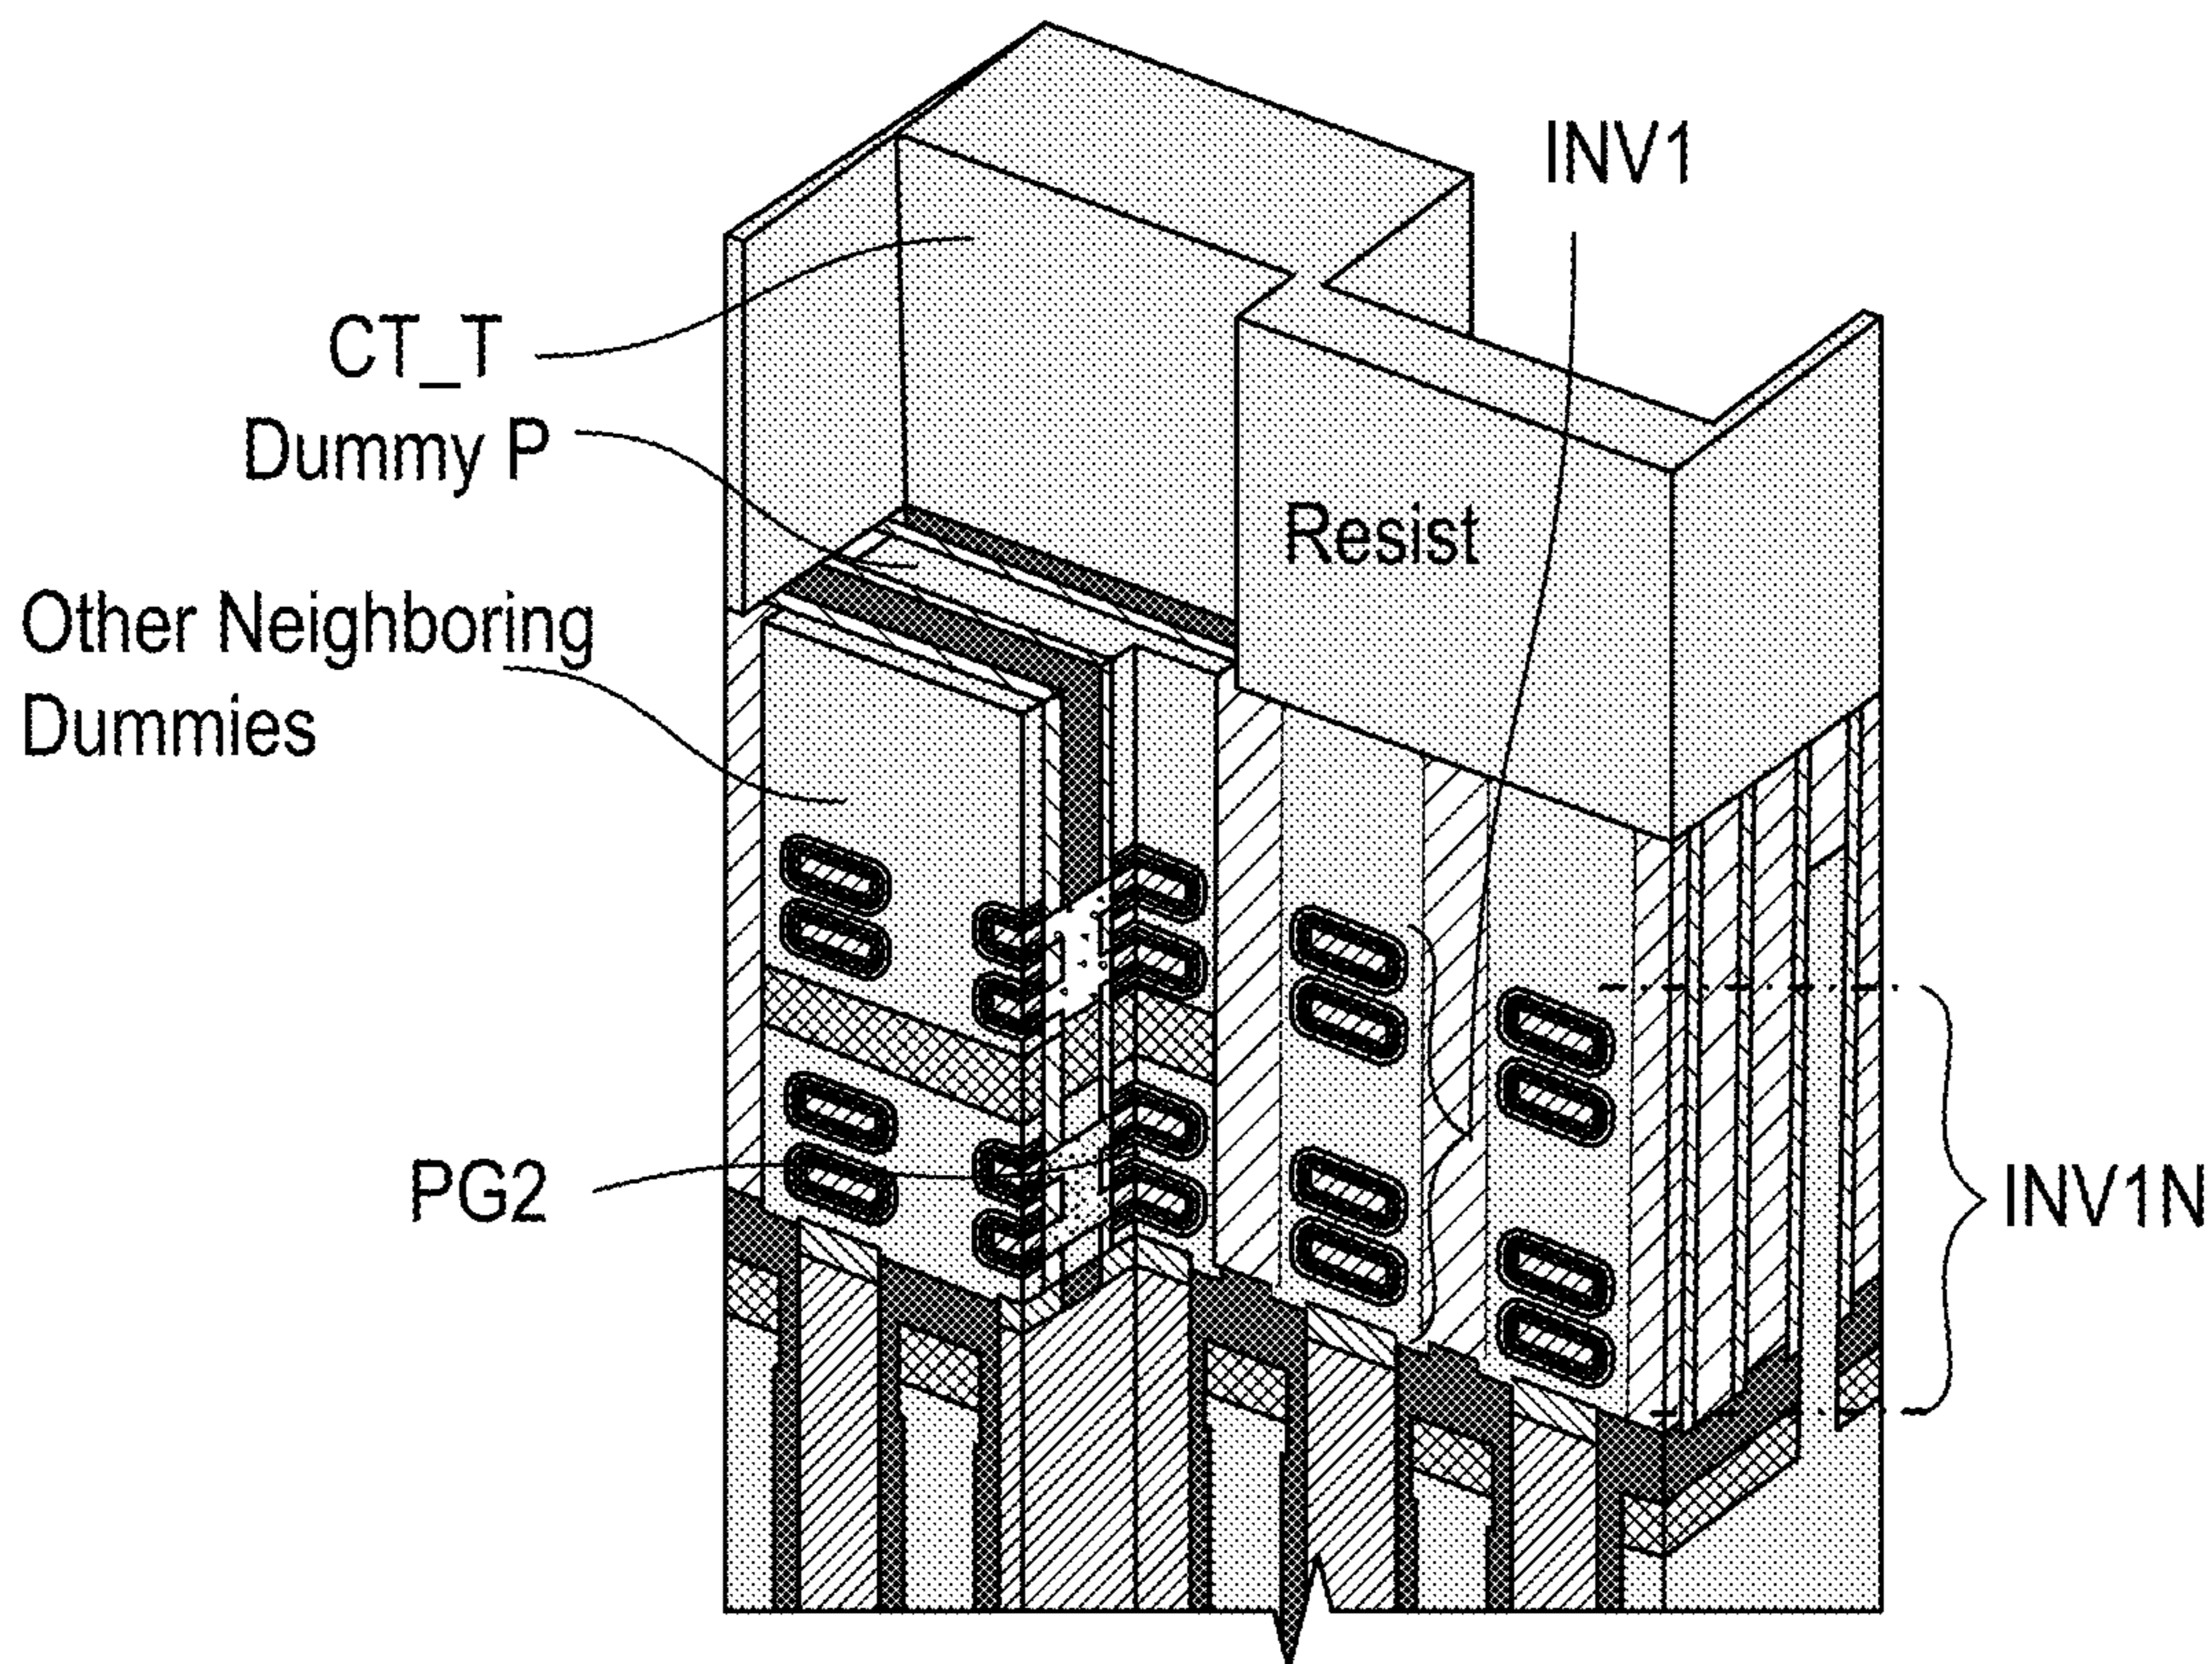 INV1
CT_T
Dummy P
Resist
Other Neighboring
Dummies
PG2
INV1N